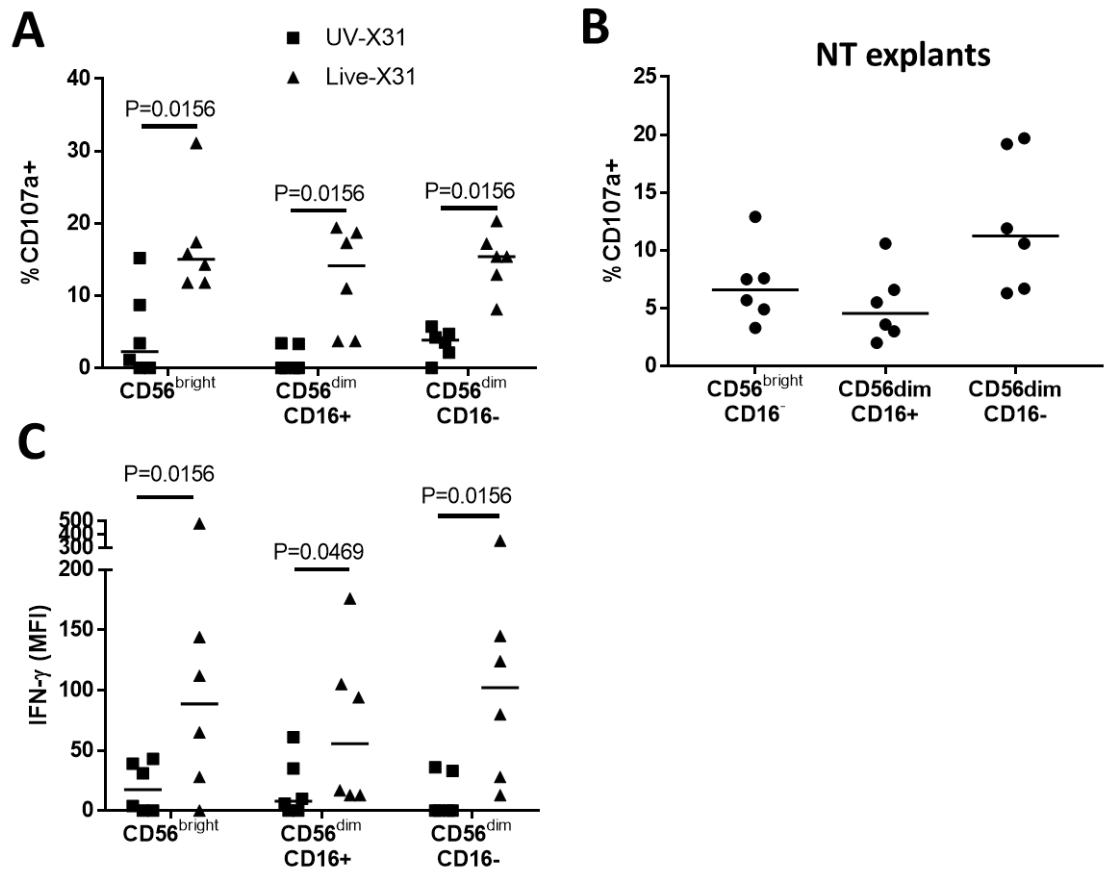 A
UV-X31
Live-X31
40
30
20
10
0
%CD107a+
P=0.0156
P=0.0156
P=0.0156
CD56bright
CD56dim
CD16+
CD56dim
CD16-
B
NT explants
25
20
15
10
5
0
%CD107a+
CD56bright
CD16-
CD56dim
CD16+
CD56dim
CD16-
C
500
400
300
200
150
100
50
0
IFN-γ (MFI)
P=0.0156
P=0.0469
P=0.0156
CD56bright
CD56dim
CD16+
CD56dim
CD16-